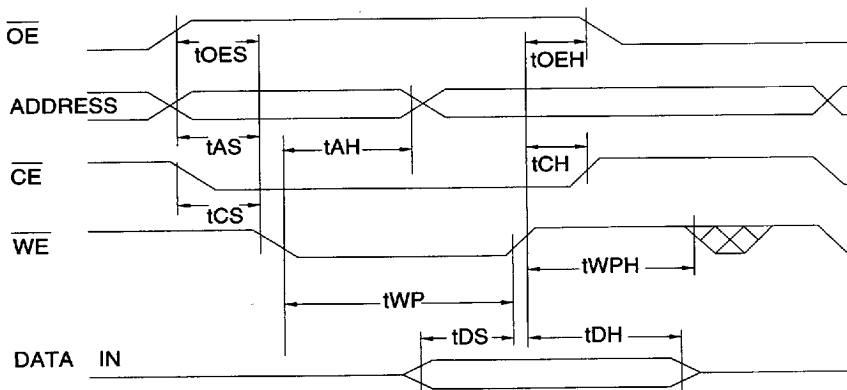 OE
tOES
tOEH
ADDRESS
tAS
tAH
tCH
CE
tCS
WE
tWPH
tWP
tDS
tDH
DATA IN